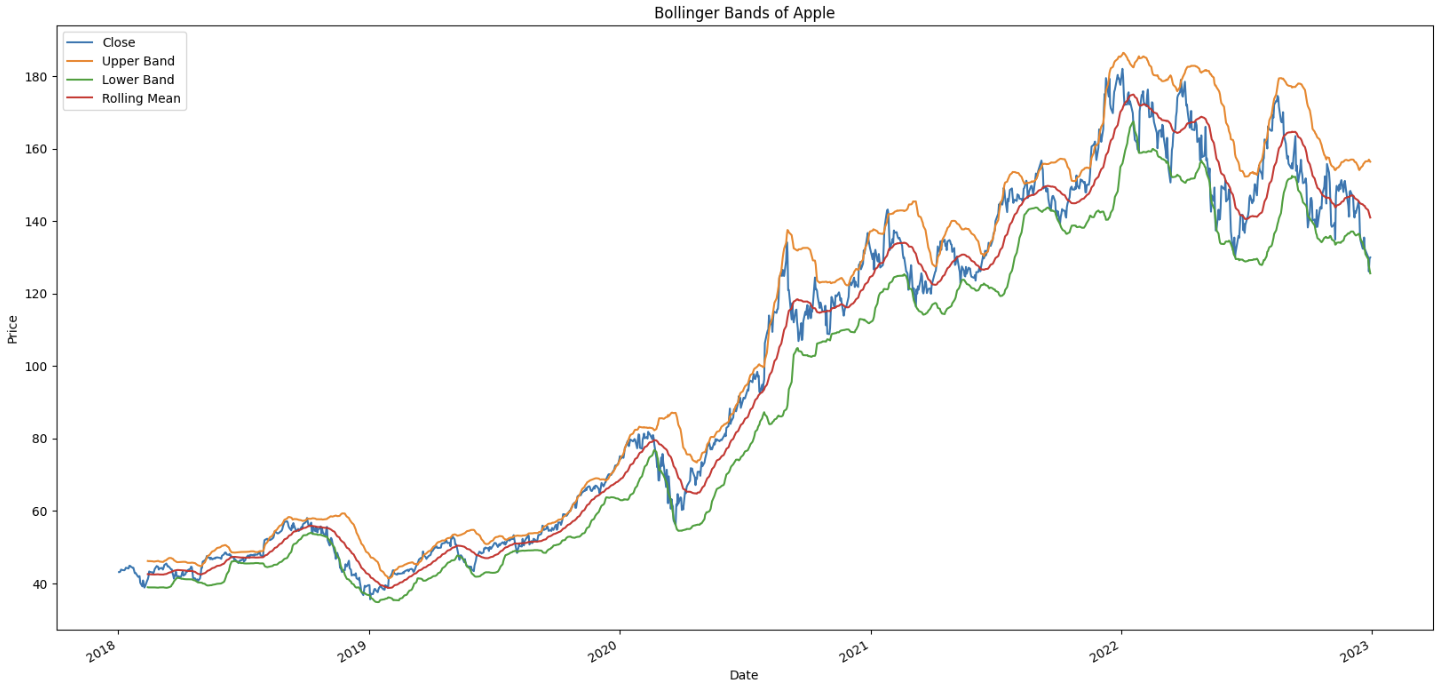 Bollinger Bands of Apple
Close
Upper Band
Lower Band
Rolling Mean
180
160
140
120
100
80
60
40
Price
2018
2019
2020
2021
2022
2023
Date